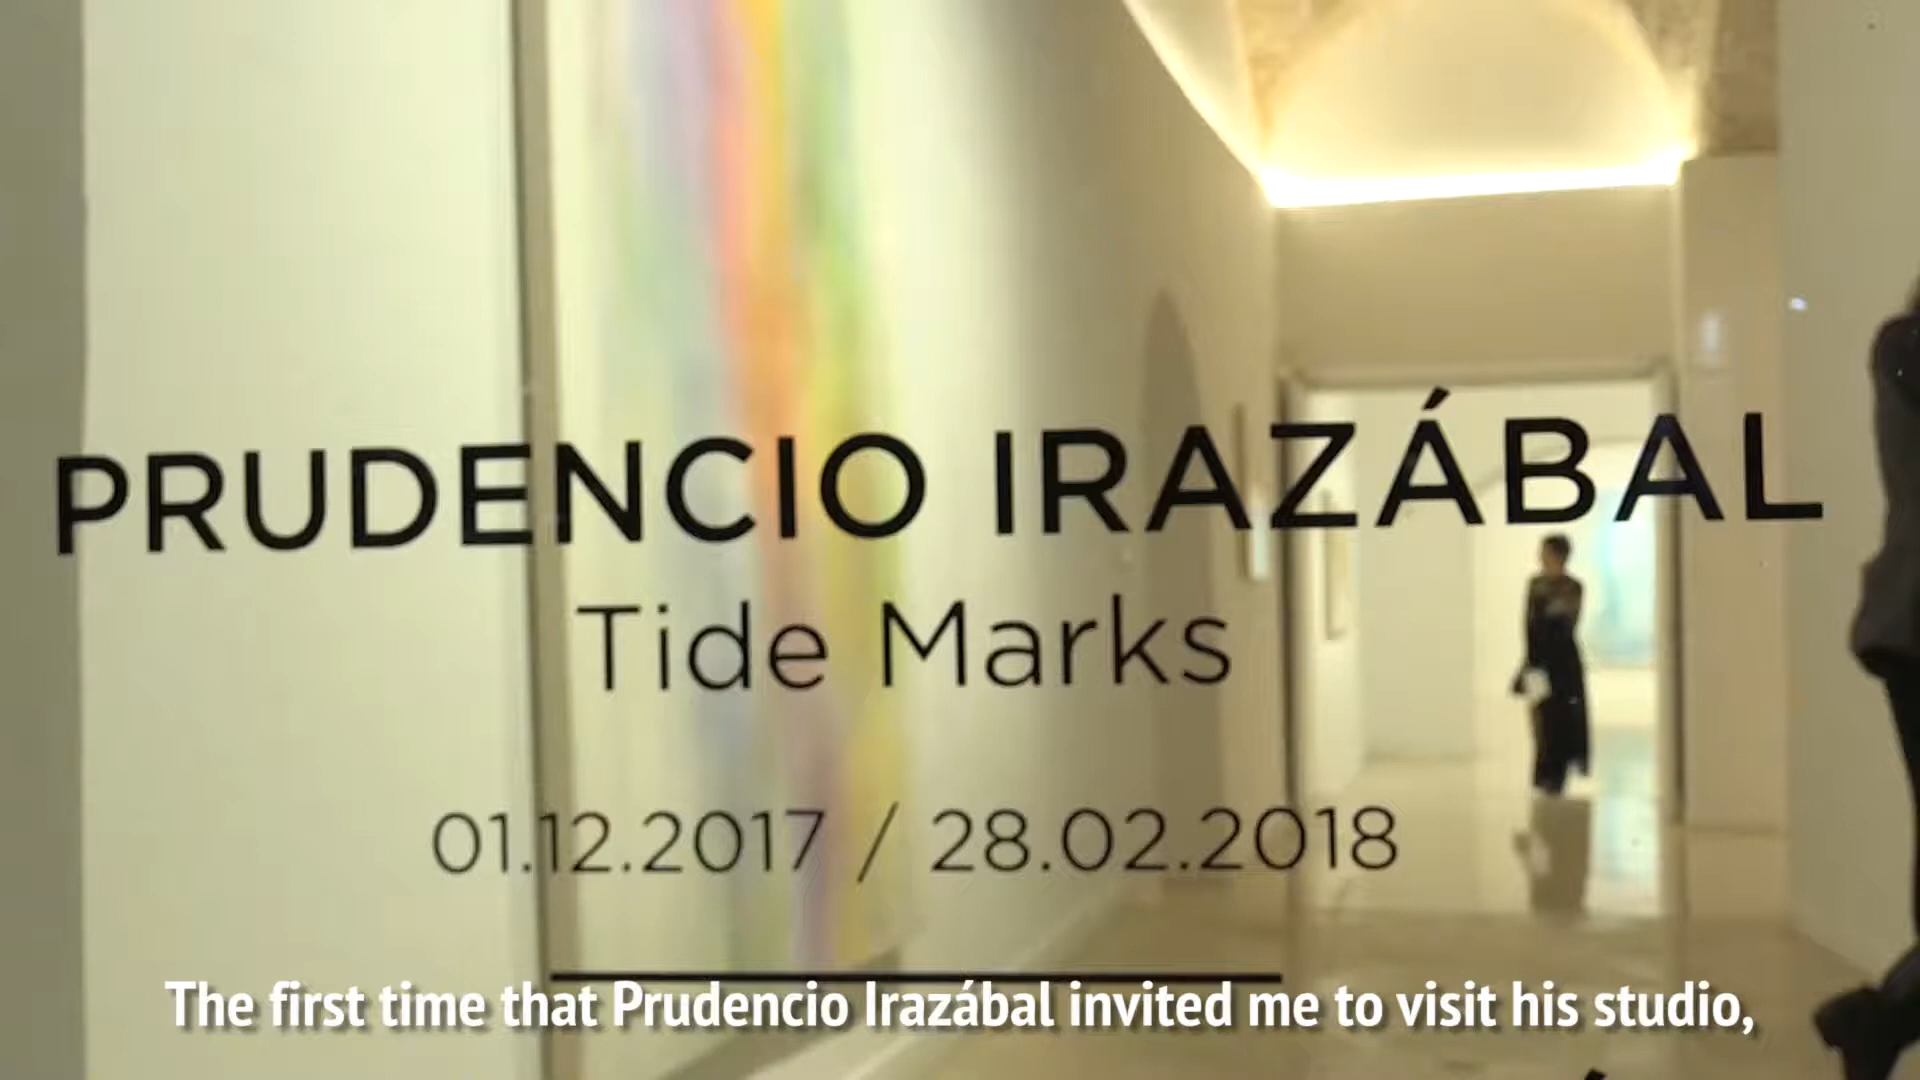 PRUDENCIO IRAZÁBAL
Tide Marks
01.12.2017 / 28.02.2018
The first time that Prudencio Irazábal invited me to visit his studio,